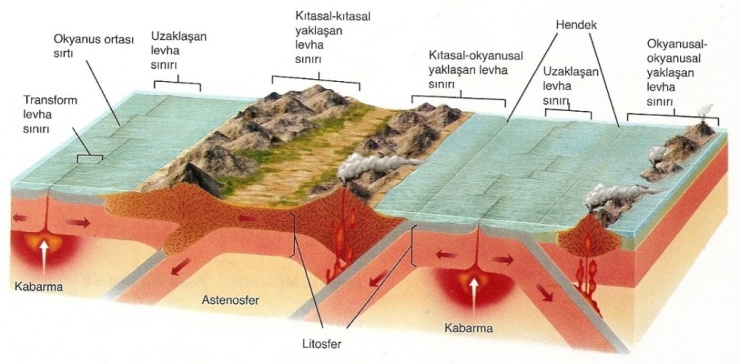 Okyanus ortası
sırtı
Uzaklaşan
levha
sınırı
Kıtasal-kıtasal
yaklaşan
levha
sınırı
Kıtasal-okyanusal
yaklaşan levha
sınırı
Hendek
Uzaklaşan
levha
sınırı
Okyanusal-
okyanusal
yaklaşan
levha
sınırı
Transform
levha
sınırı
Kabarma
Astenosfer
Litosfer
Kabarma